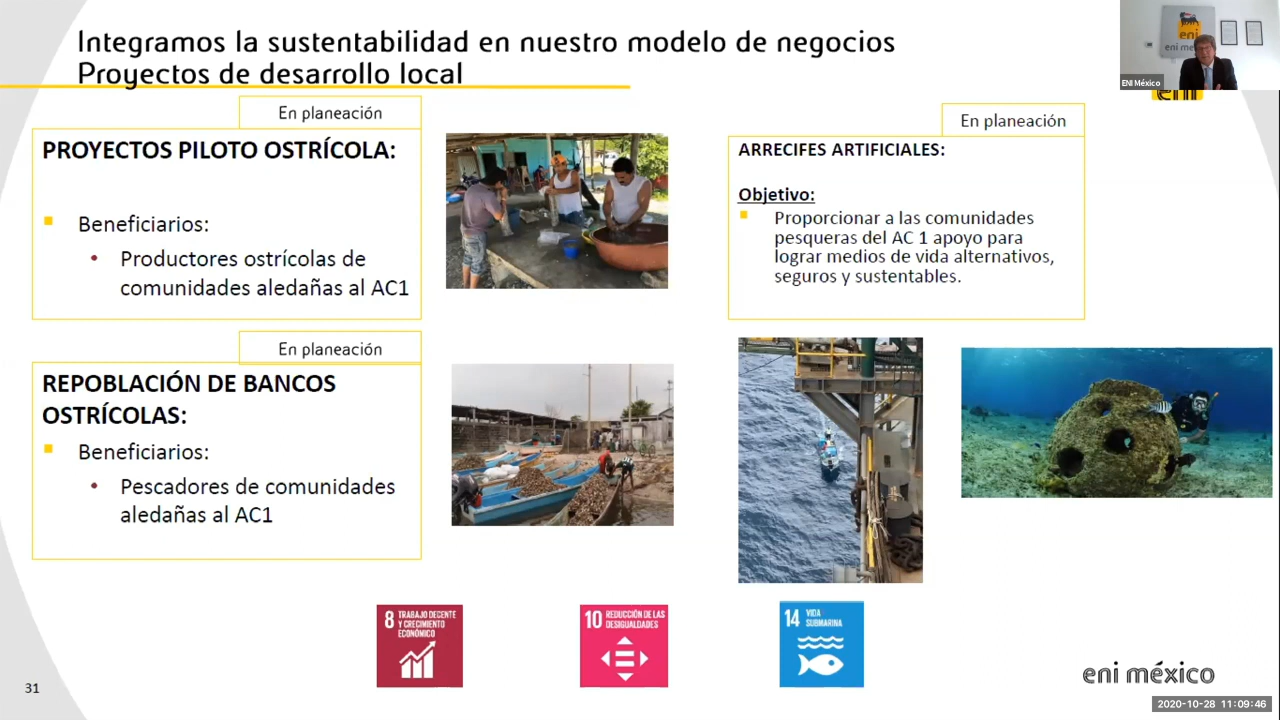 Integramos la sustentabilidad en nuestro modelo de negocios
Proyectos de desarrollo local
eni
eni méxico
ENI México
eni
En planeación
PROYECTOS PILOTO OSTRÍCOLA:
Beneficiarios:
Productores ostrícolas de
comunidades aledañas al AC1
En planeación
REPOBLACIÓN DE BANCOS
OSTRÍCOLAS:
Beneficiarios:
Pescadores de comunidades
aledañas al AC1
En planeación
ARRECIFES ARTIFICIALES:
Objetivo:
Proporcionar a las comunidades
pesqueras del AC 1 apoyo para
lograr medios de vida alternativos,
seguros y sustentables.
8 TRABAJO DECENTE
Y CRECIMIENTO
ECONÓMICO
10 REDUCCIÓN DE LAS
DESIGUALDADES
14 VIDA
SUBMARINA
eni méxico
31
2020-10-28 11:09:46